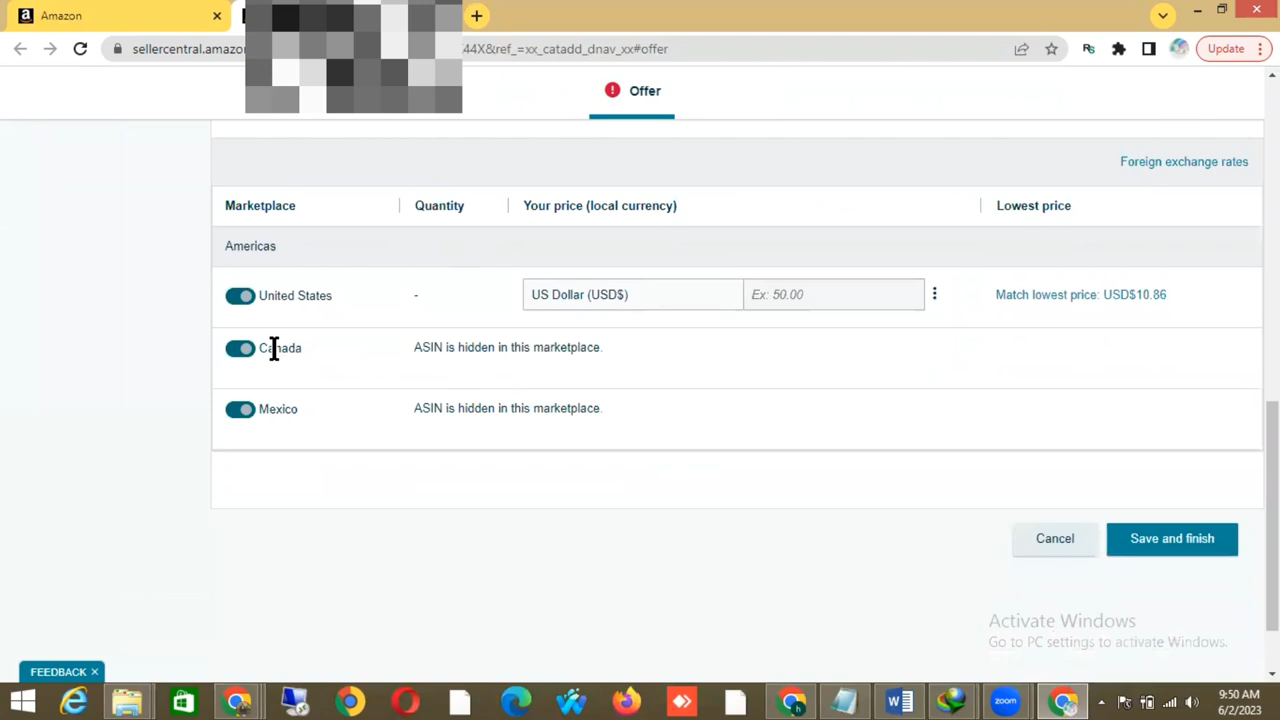 Amazon
sellercentral.amazo
44X&ref_=xx_catadd_dnav_xx#offer
Update
Offer
Foreign exchange rates
Marketplace Quantity Your price (local currency) Lowest price
Americas
United States - US Dollar (USD$) Ex: 50.00 Match lowest price: USD$10.86
Canada ASIN is hidden in this marketplace.
Mexico ASIN is hidden in this marketplace.
Cancel Save and finish
Activate Windows
Go to PC settings to activate Windows.
FEEDBACK
zoom
9:50 AM
6/2/2023